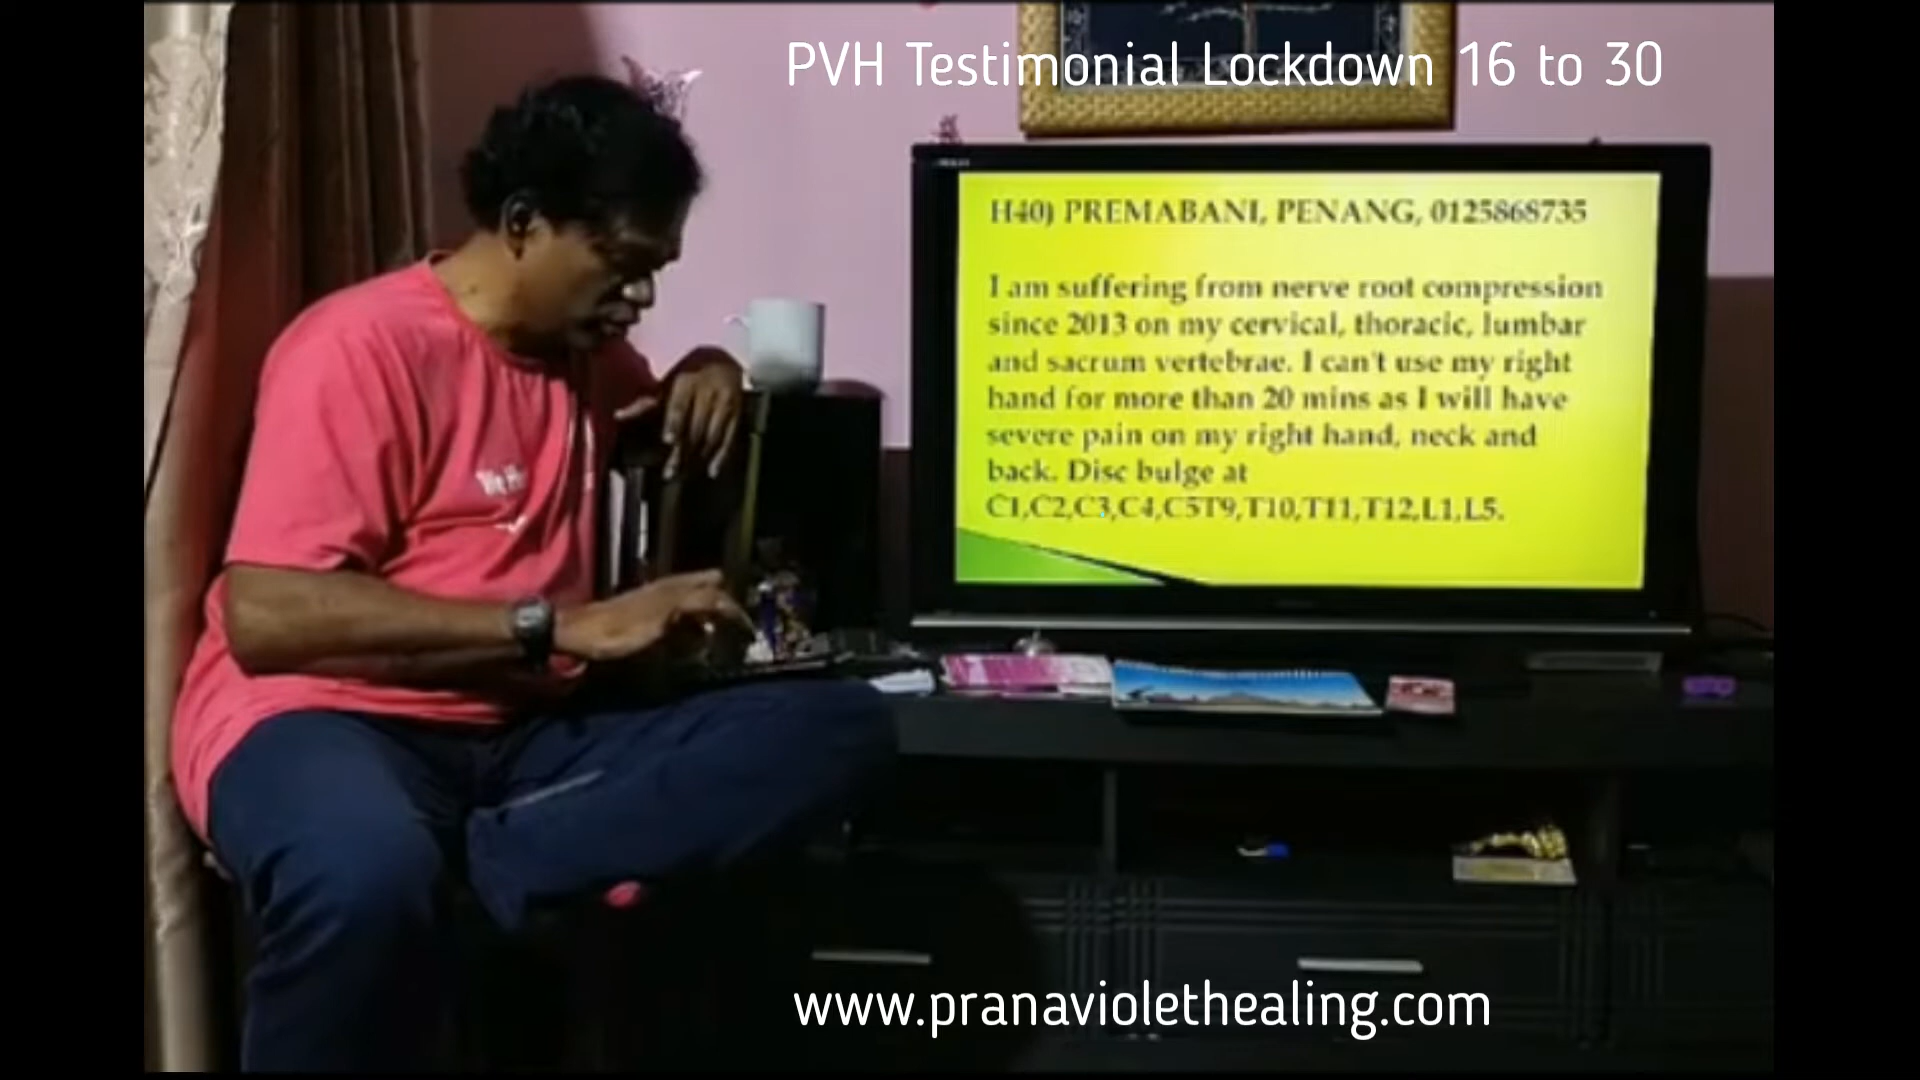 PVH Testimonial Lockdown 16 to 30
H40) PREMABANI, PENANG, 0125868735
I am suffering from nerve root compression
since 2013 on my cervical, thoracic, lumbar
and sacrum vertebrae. I can't use my right
hand for more than 20 mins as I will have
severe pain on my right hand, neck and
back. Disc bulge at
C1,C2,C3,C4,C5T9,T10,T11,T12,L1,L5.
www.pranaviolethealing.com